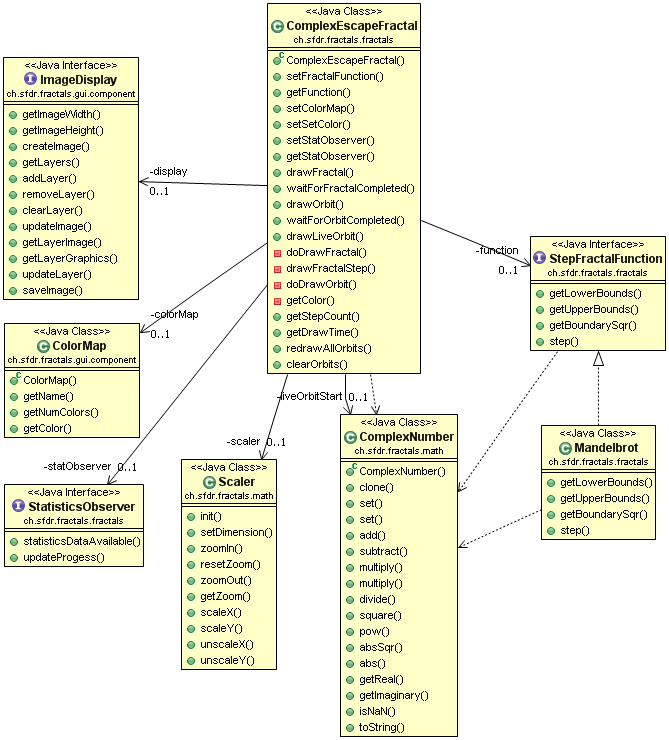 <<Java Class>>
ComplexEscapeFractal
ch.sfdr.fractals.fractals
ComplexEscapeFractal()
setFractalFunction()
getFunction()
setColorMap()
setSetColor()
setStatObserver()
getStatObserver()
drawFractal()
waitForFractalCompleted()
drawOrbit()
waitForOrbitCompleted()
drawLiveOrbit()
doDrawFractal()
drawFractalStep()
doDrawOrbit()
getColor()
getStepCount()
getDrawTime()
redrawAllOrbits()
clearOrbits()
<<Java Interface>>
ImageDisplay
ch.sfdr.fractals.gui.component
getImageWidth()
getImageHeight()
createImage()
getLayers()
addLayer()
removeLayer()
clearLayer()
updateImage()
getLayerImage()
getLayerGraphics()
updateLayer()
saveImage()
-display
0..1
-function
0..1
<<Java Interface>>
StepFractalFunction
ch.sfdr.fractals.fractals
getLowerBounds()
getUpperBounds()
getBoundarySqr()
step()
-colorMap
0..1
<<Java Class>>
ColorMap
ch.sfdr.fractals.gui.component
ColorMap()
getName()
getNumColors()
getColor()
-liveOrbitStart
0..1
-scaler
0..1
-statObserver
0..1
<<Java Interface>>
StatisticsObserver
ch.sfdr.fractals.fractals
statisticsDataAvailable()
updateProgess()
<<Java Class>>
Scaler
ch.sfdr.fractals.math
init()
setDimension()
zoomIn()
resetZoom()
zoomOut()
getZoom()
scaleX()
scaleY()
unscaleX()
unscaleY()
<<Java Class>>
ComplexNumber
ch.sfdr.fractals.math
ComplexNumber()
clone()
set()
set()
add()
subtract()
multiply()
multiply()
divide()
square()
pow()
absSqr()
abs()
getReal()
getImaginary()
isNaN()
toString()
<<Java Class>>
Mandelbrot
ch.sfdr.fractals.fractals
getLowerBounds()
getUpperBounds()
getBoundarySqr()
step()